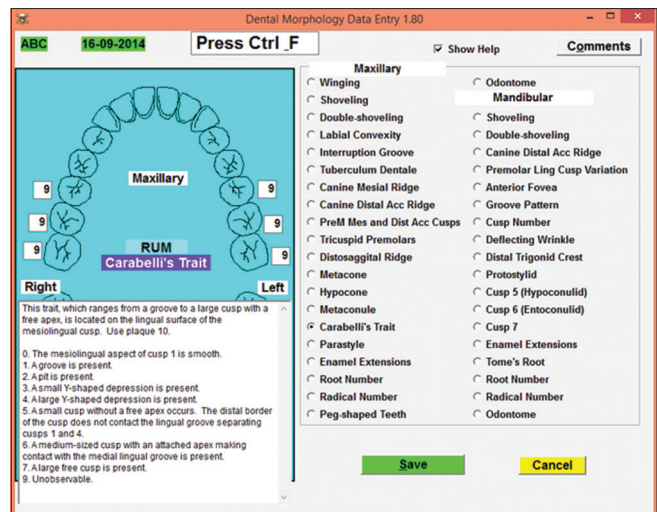 Dental Morphology Data Entry 1.80
ABC
16-09-2014
Press Ctrl _F
Show Help
Comments
Maxillary
9
9
9
9
9
9
RUM
Carabelli's Trait
Right
Left
This trait, which ranges from a groove to a large cusp with a
free apex, is located on the lingual surface of the
mesiolingual cusp. Use plaque 10.
0. The mesiolingual aspect of cusp 1 is smooth.
1. A groove is present.
2. A pit is present.
3. A small Y-shaped depression is present.
4. A large Y-shaped depression is present.
5. A small cusp without a free apex occurs. The distal border
of the cusp does not contact the lingual groove separating
cusps 1 and 4.
6. A medium-sized cusp with an attached apex making
contact with the medial lingual groove is present.
7. A large free cusp is present.
9. Unobservable.
Maxillary
Winging
Shoveling
Double-shoveling
Labial Convexity
Interruption Groove
Tuberculum Dentale
Canine Mesial Ridge
Canine Distal Acc Ridge
PreM Mes and Dist Acc Cusps
Tricuspid Premolars
Distosaggital Ridge
Metacone
Hypocone
Metaconule
Carabelli's Trait
Parastyle
Enamel Extensions
Root Number
Radical Number
Peg-shaped Teeth
Odontome
Mandibular
Shoveling
Double-shoveling
Canine Distal Acc Ridge
Premolar Ling Cusp Variation
Anterior Fovea
Groove Pattern
Cusp Number
Deflecting Wrinkle
Distal Trigonid Crest
Protostylid
Cusp 5 (Hypoconulid)
Cusp 6 (Entoconulid)
Cusp 7
Enamel Extensions
Tome's Root
Root Number
Radical Number
Odontome
Save
Cancel